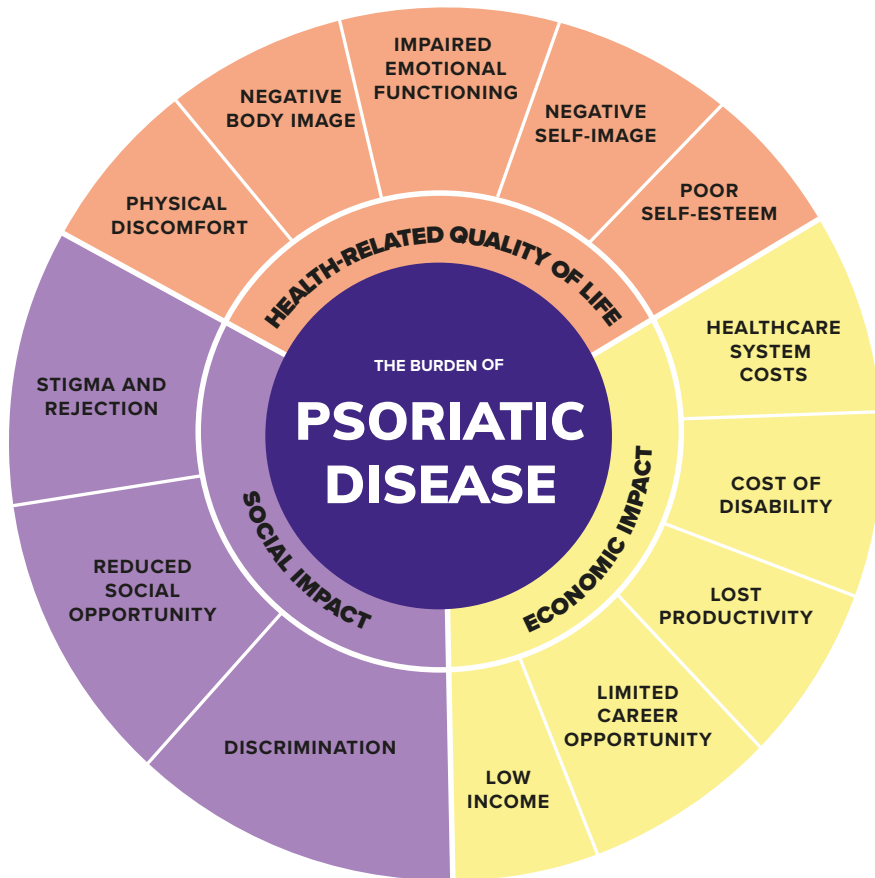 THE BURDEN OF
PSORIATIC
DISEASE
HEALTH-RELATED QUALITY OF LIFE
PHYSICAL
DISCOMFORT
NEGATIVE
BODY IMAGE
IMPAIRED
EMOTIONAL
FUNCTIONING
NEGATIVE
SELF-IMAGE
POOR
SELF-ESTEEM
ECONOMIC IMPACT
HEALTHCARE
SYSTEM
COSTS
COST OF
DISABILITY
LOST
PRODUCTIVITY
LIMITED
CAREER
OPPORTUNITY
LOW
INCOME
SOCIAL IMPACT
DISCRIMINATION
REDUCED
SOCIAL
OPPORTUNITY
STIGMA AND
REJECTION